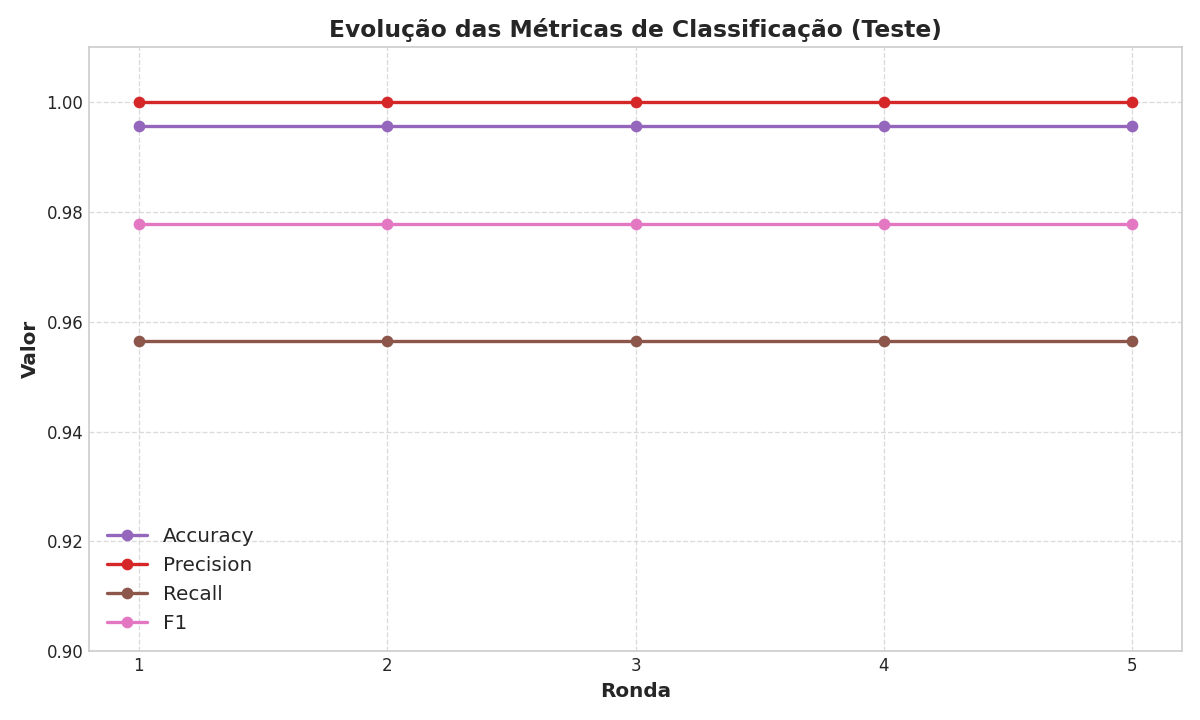 Evolução das Métricas de Classificação (Teste)
Valor
1.00
0.98
0.96
0.94
0.92
0.90
Accuracy
Precision
Recall
F1
1 2 3 4 5
Ronda